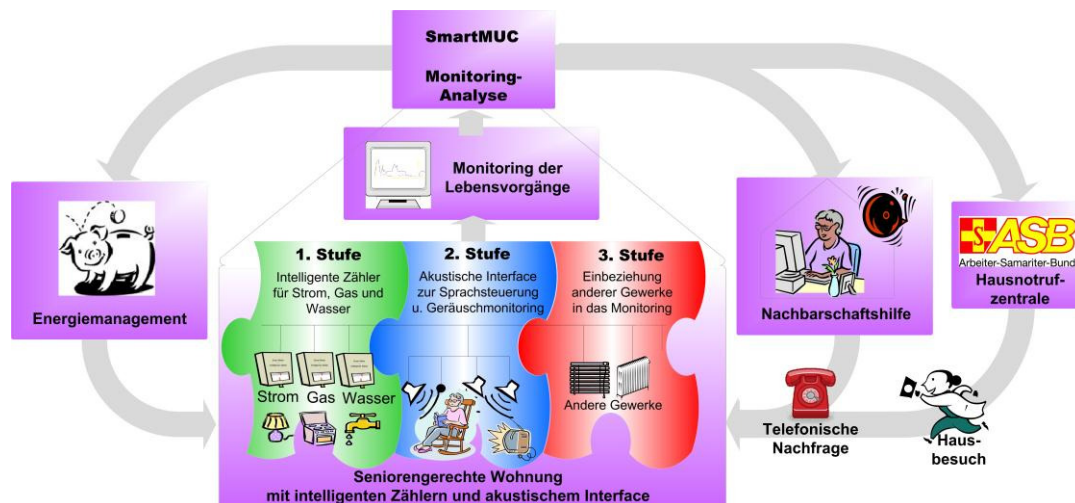 SmartMUC
Monitoring-
Analyse
Monitoring der
Lebensvorgänge
Energiemanagement
1. Stufe
Intelligente Zähler
für Strom, Gas und
Wasser
Strom Gas Wasser
2. Stufe
Akustische Interface
zur Sprachsteuerung
u. Geräuschmonitoring
3. Stufe
Einbeziehung
anderer Gewerke
in das Monitoring
Andere Gewerke
Seniorengerechte Wohnung
mit intelligenten Zählern und akustischem Interface
Nachbarschaftshilfe
S ASB
Arbeiter-Samariter-Bund
Hausnotruf-
zentrale
Telefonische
Nachfrage
Haus-
besuch